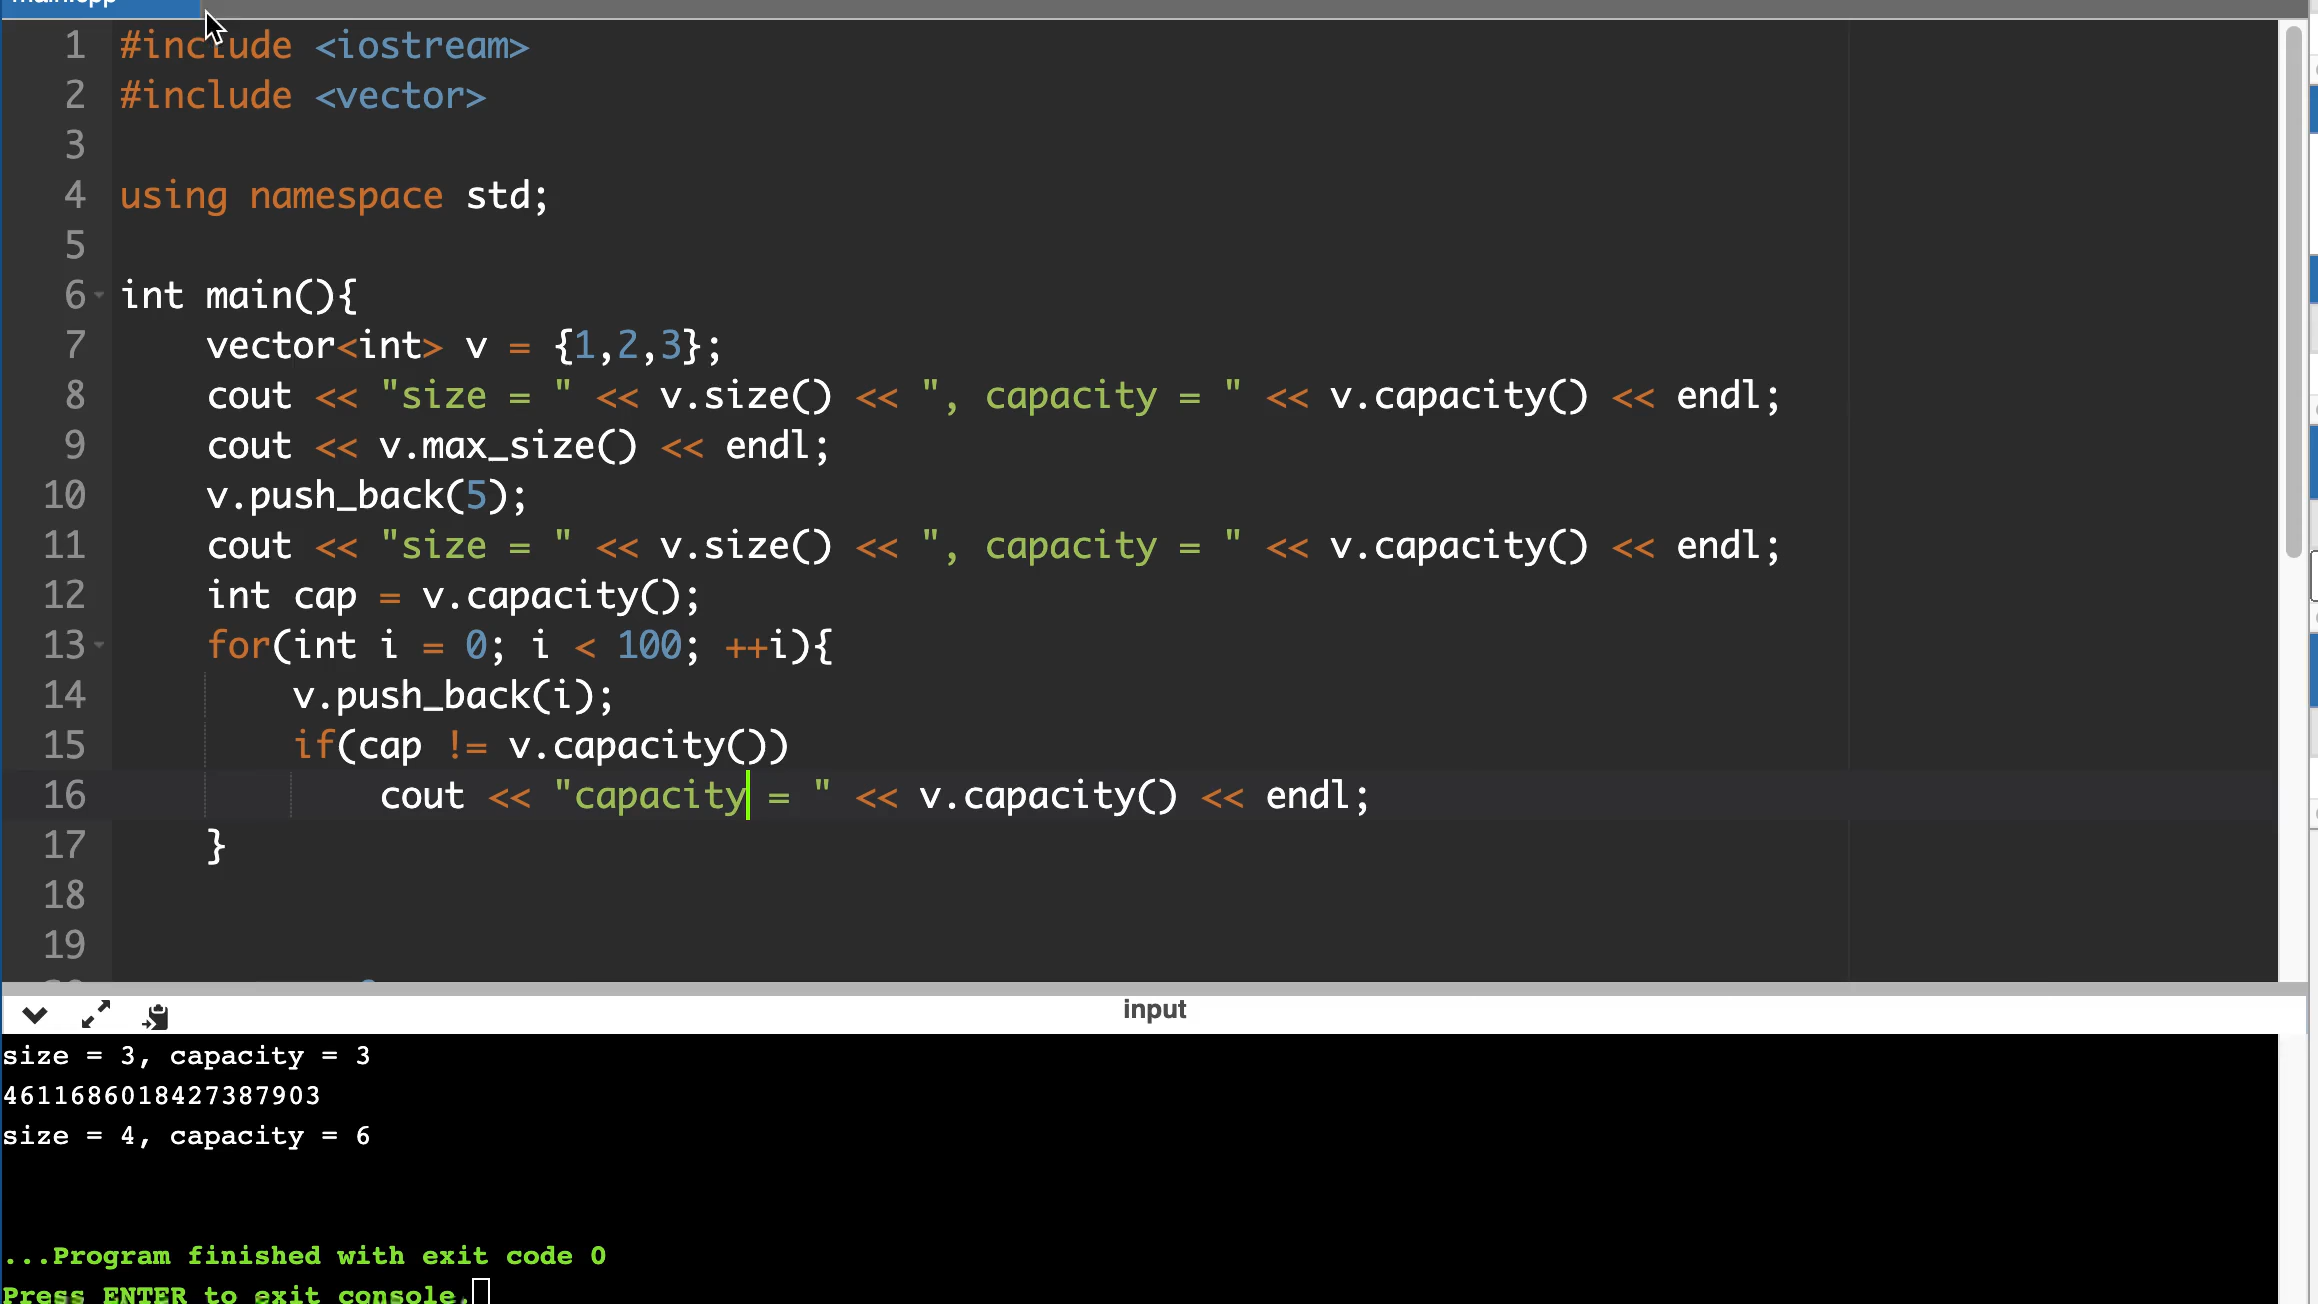 main.cpp
1 #include <iostream>
2 #include <vector>
3
4 using namespace std;
5
6 int main(){
7     vector<int> v = {1,2,3};
8     cout << "size = " << v.size() << ", capacity = " << v.capacity() << endl;
9     cout << v.max_size() << endl;
10     v.push_back(5);
11     cout << "size = " << v.size() << ", capacity = " << v.capacity() << endl;
12     int cap = v.capacity();
13     for(int i = 0; i < 100; ++i){
14         v.push_back(i);
15         if(cap != v.capacity())
16             cout << "capacity = " << v.capacity() << endl;
17     }
18
19
input
size = 3, capacity = 3
4611686018427387903
size = 4, capacity = 6
...Program finished with exit code 0
Press ENTER to exit console.